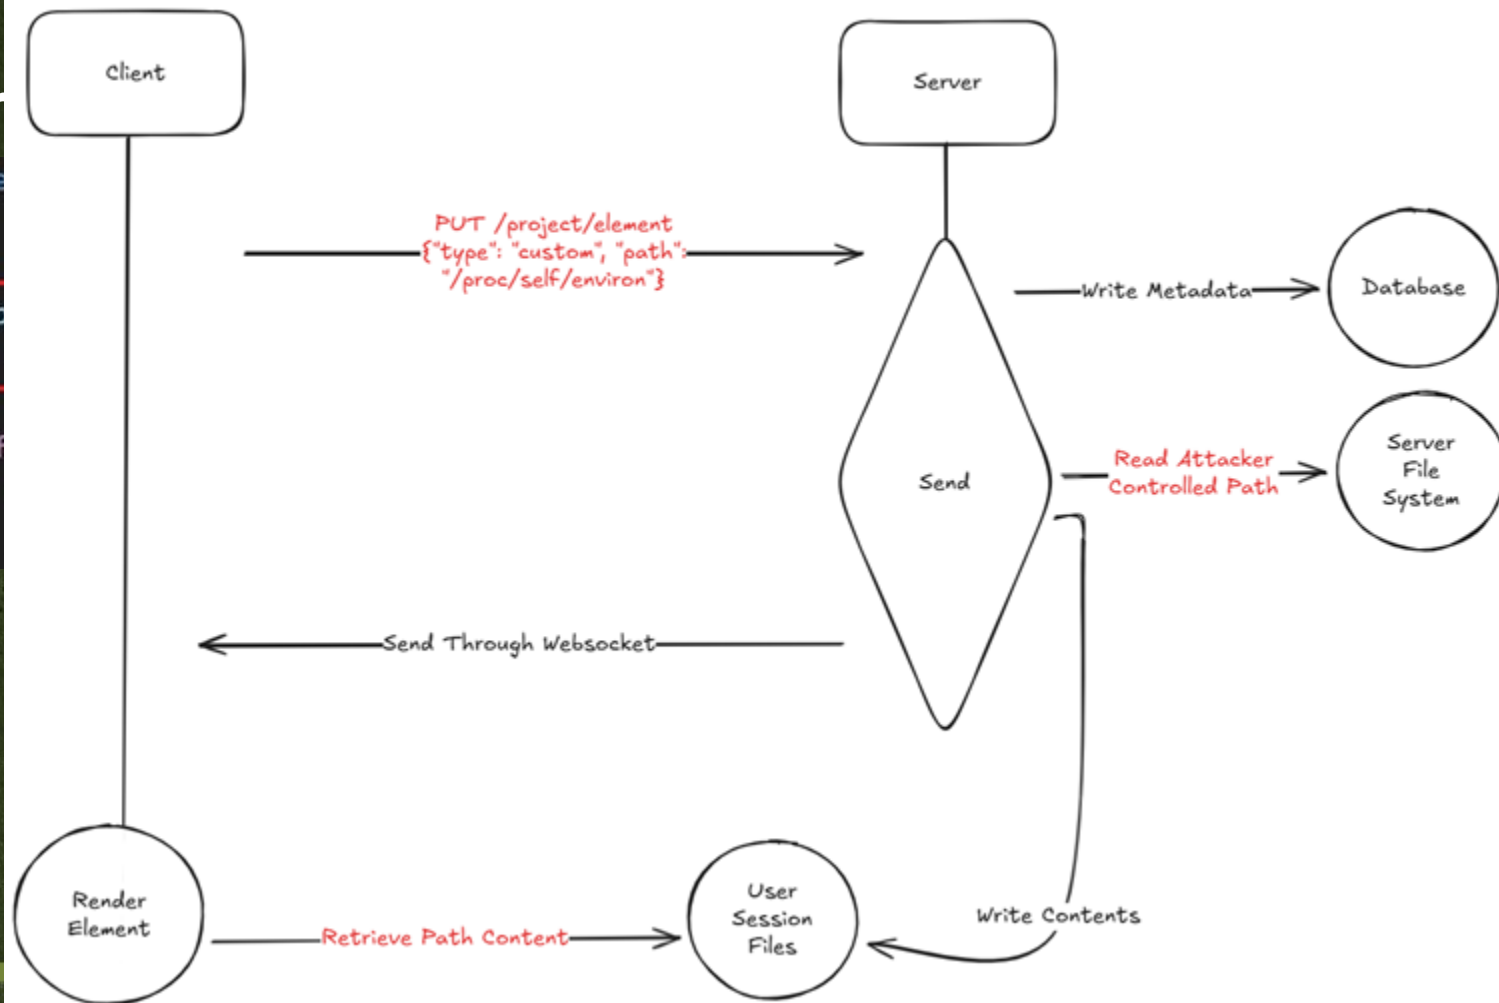 Client
Server
PUT /project/element
{"type": "custom", "path":
"/proc/self/environ"}
Write Metadata
Database
Send
Read Attacker
Controlled Path
Server
File
System
Send Through Websocket
Render
Element
Retrieve Path Content
User
Session
Files
Write Contents